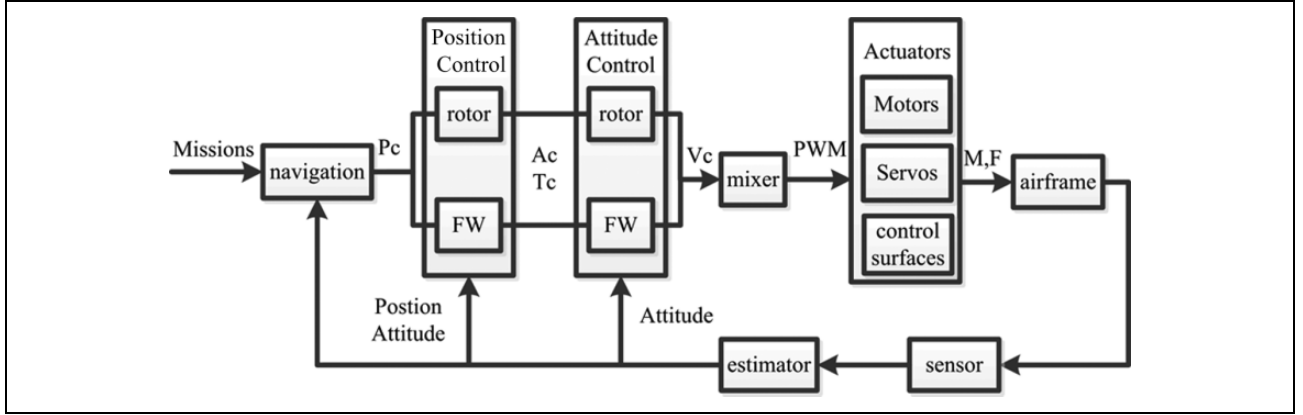 Missions
navigation
Pc
Position
Control
rotor
FW
Ac
Tc
Attitude
Control
rotor
FW
Vc
mixer
PWM
Actuators
Motors
Servos
control
surfaces
M,F
airframe
Postion
Attitude
Attitude
estimator
sensor